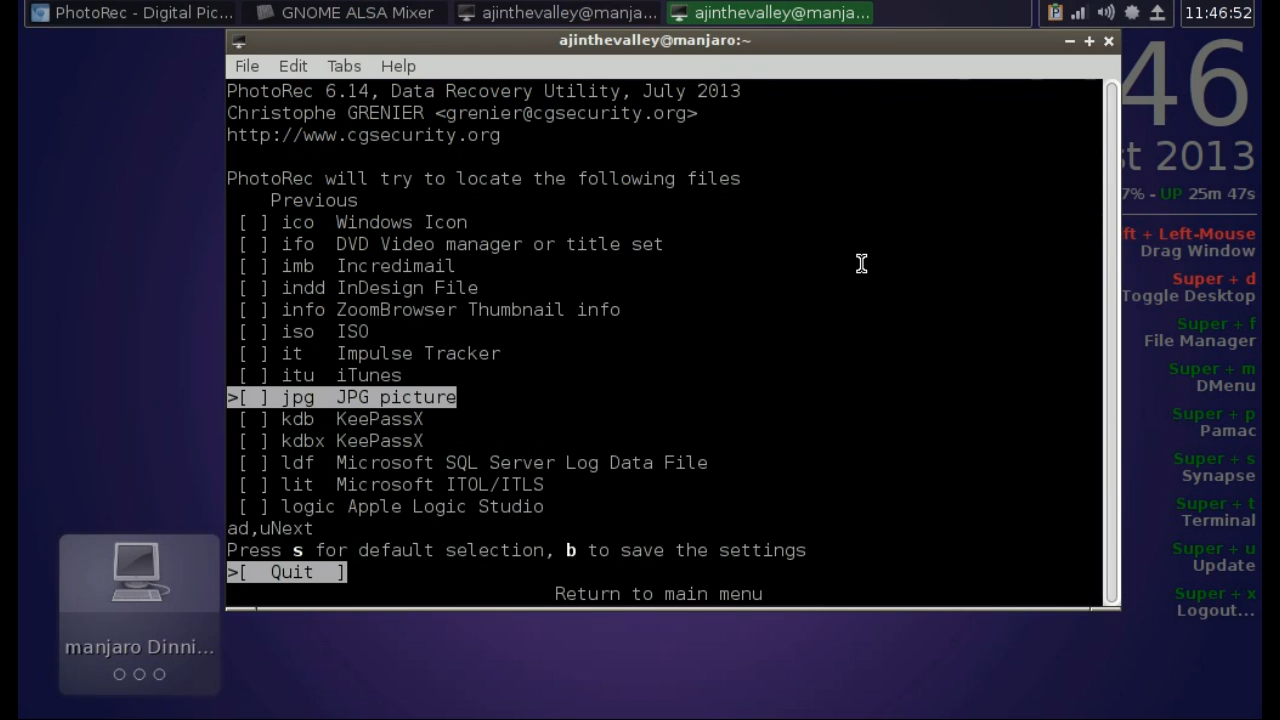 PhotoRec - Digital Pic...
GNOME ALSA Mixer
ajinthevalley@manja...
ajinthevalley@manja...
11:46:52
ajinthevalley@manjaro:~
File Edit Tabs Help
PhotoRec 6.14, Data Recovery Utility, July 2013
Christophe GRENIER <grenier@cgsecurity.org>
http://www.cgsecurity.org
PhotoRec will try to locate the following files
Previous
[ ] ico Windows Icon
[ ] ifo DVD Video manager or title set
[ ] imb Incredimail
[ ] indd InDesign File
[ ] info ZoomBrowser Thumbnail info
[ ] iso ISO
[ ] it Impulse Tracker
[ ] itu iTunes
>[ ] jpg JPG picture
[ ] kdb KeePassX
[ ] kdbx KeePassX
[ ] ldf Microsoft SQL Server Log Data File
[ ] lit Microsoft ITOL/ITLS
[ ] logic Apple Logic Studio
ad,uNext
Press s for default selection, b to save the settings
>[ Quit ]
Return to main menu
46
st 2013
7% - UP 25m 47s
ft + Left-Mouse
Drag Window
Super + d
Toggle Desktop
Super + f
File Manager
Super + m
DMenu
Super + p
Pamac
Super + s
Synapse
Super + t
Terminal
Super + u
Update
Super + x
Logout...
manjaro Dinni...